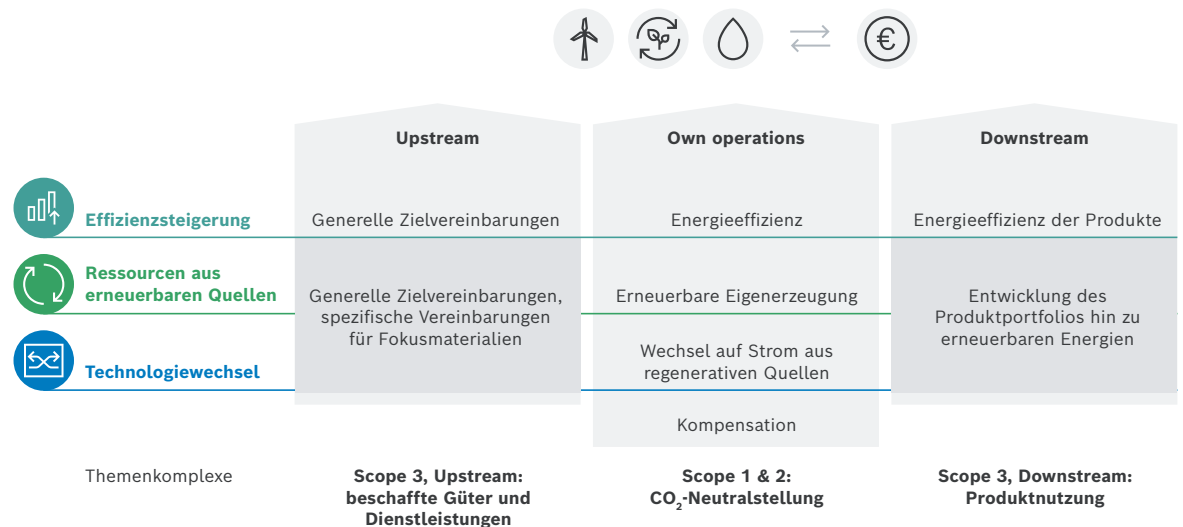 €
Upstream
Own operations
Downstream
Effizienzsteigerung
Generelle Zielvereinbarungen
Energieeffizienz
Energieeffizienz der Produkte
Ressourcen aus
erneuerbaren Quellen
Generelle Zielvereinbarungen,
spezifische Vereinbarungen
für Fokusmaterialien
Erneuerbare Eigenerzeugung
Entwicklung des
Produktportfolios hin zu
erneuerbaren Energien
Technologiewechsel
Wechsel auf Strom aus
regenerativen Quellen
Kompensation
Themenkomplexe
Scope 3, Upstream:
beschaffte Güter und
Dienstleistungen
Scope 1 & 2:
CO₂-Neutralstellung
Scope 3, Downstream:
Produktnutzung